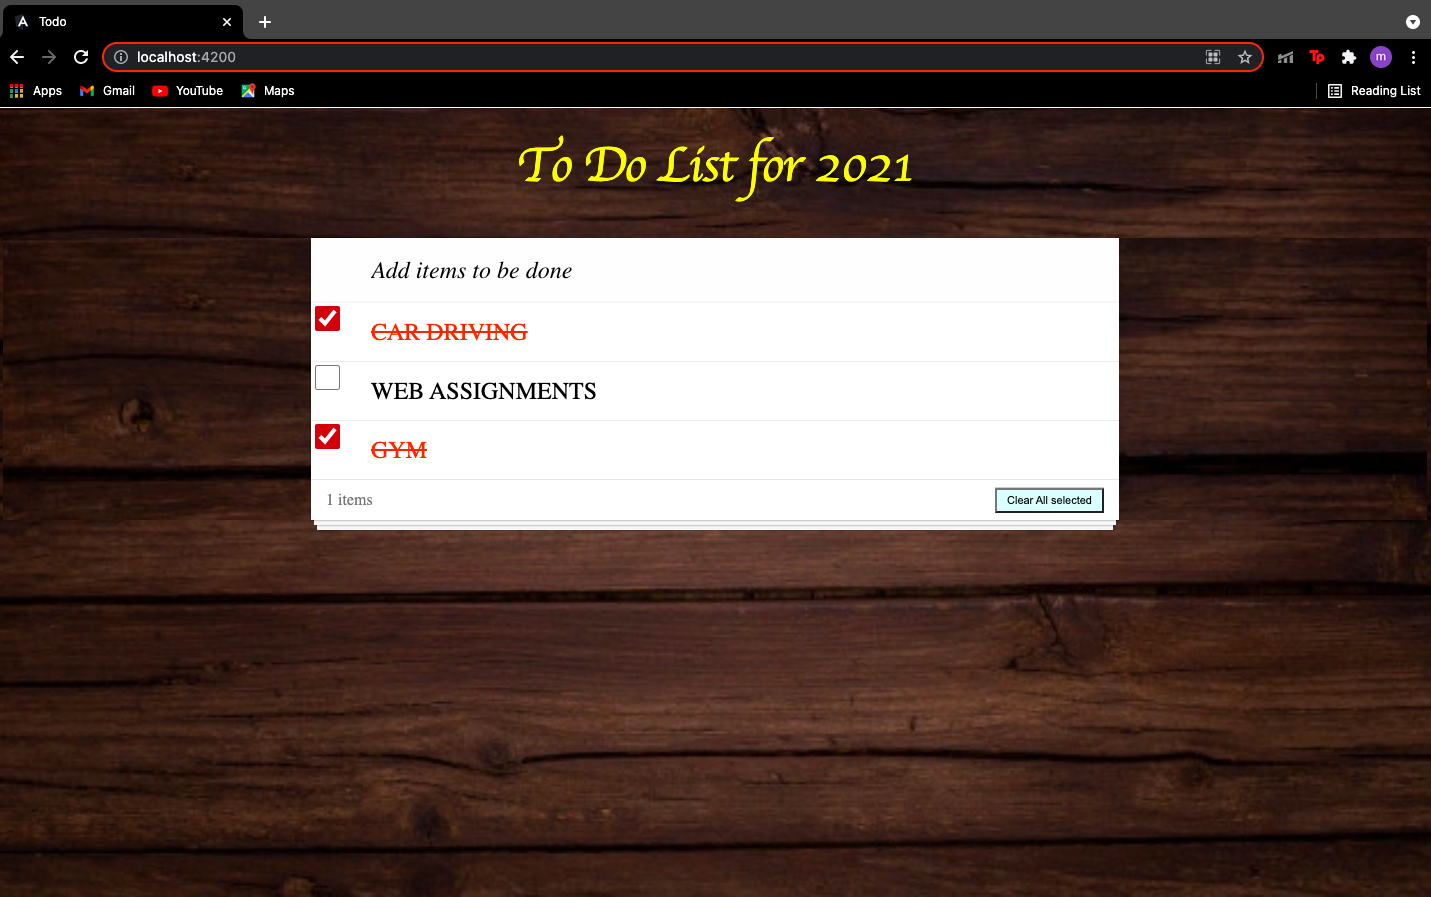 Todo
localhost:4200
Tp
m
Apps
Gmail
YouTube
Maps
Reading List
To Do List for 2021
Add items to be done
CAR DRIVING
WEB ASSIGNMENTS
GYM
1 items
Clear All selected